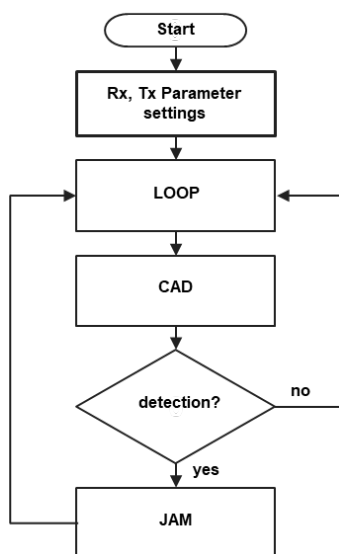 Start
Rx, Tx Parameter
settings
LOOP
CAD
detection?
no
yes
JAM